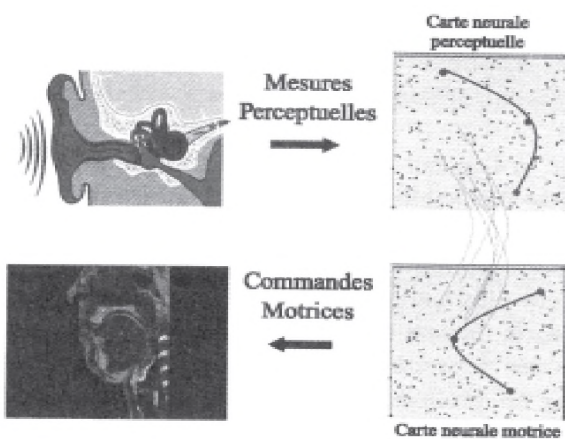 Carte neurale
perceptuelle
Mesures
Perceptuelles
Commandes
Motrices
Carte neurale motrice